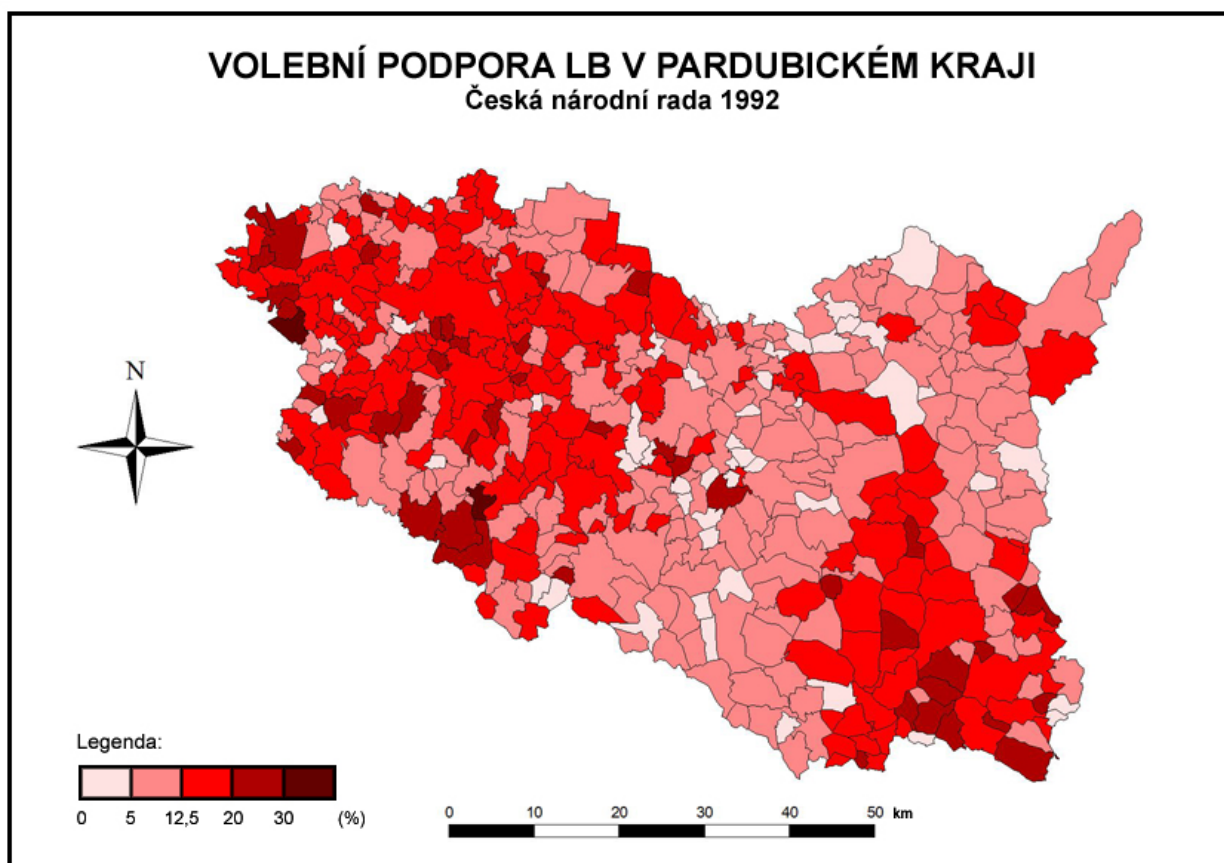 VOLEBNÍ PODPORA LB V PARDUBICKÉM KRAJI
Česká národní rada 1992
N
Legenda:
0 5 12,5 20 30 (%)
0 10 20 30 40 50 km